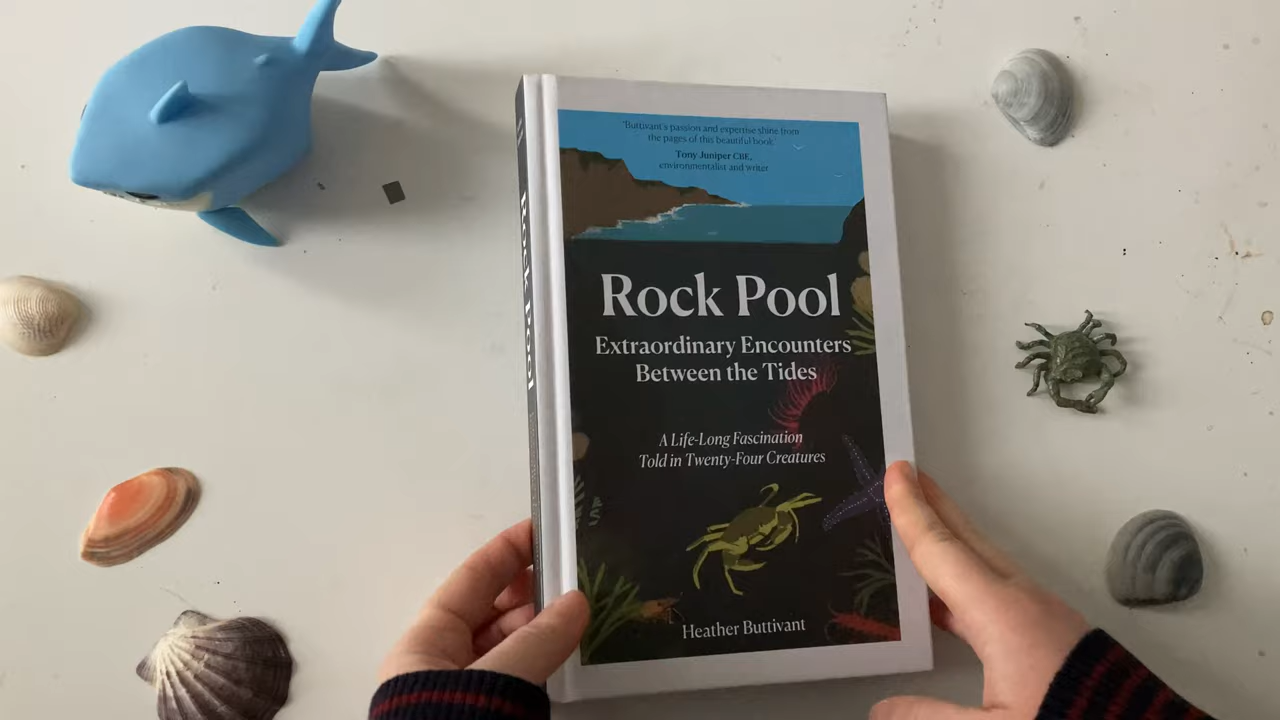 'Buttivant's passion and expertise shine from
the pages of this beautiful book'
Tony Juniper CBE,
environmentalist and writer
Rock Pool
Extraordinary Encounters
Between the Tides
A Life-Long Fascination
Told in Twenty-Four Creatures
Heather Buttivant
Rock Pool